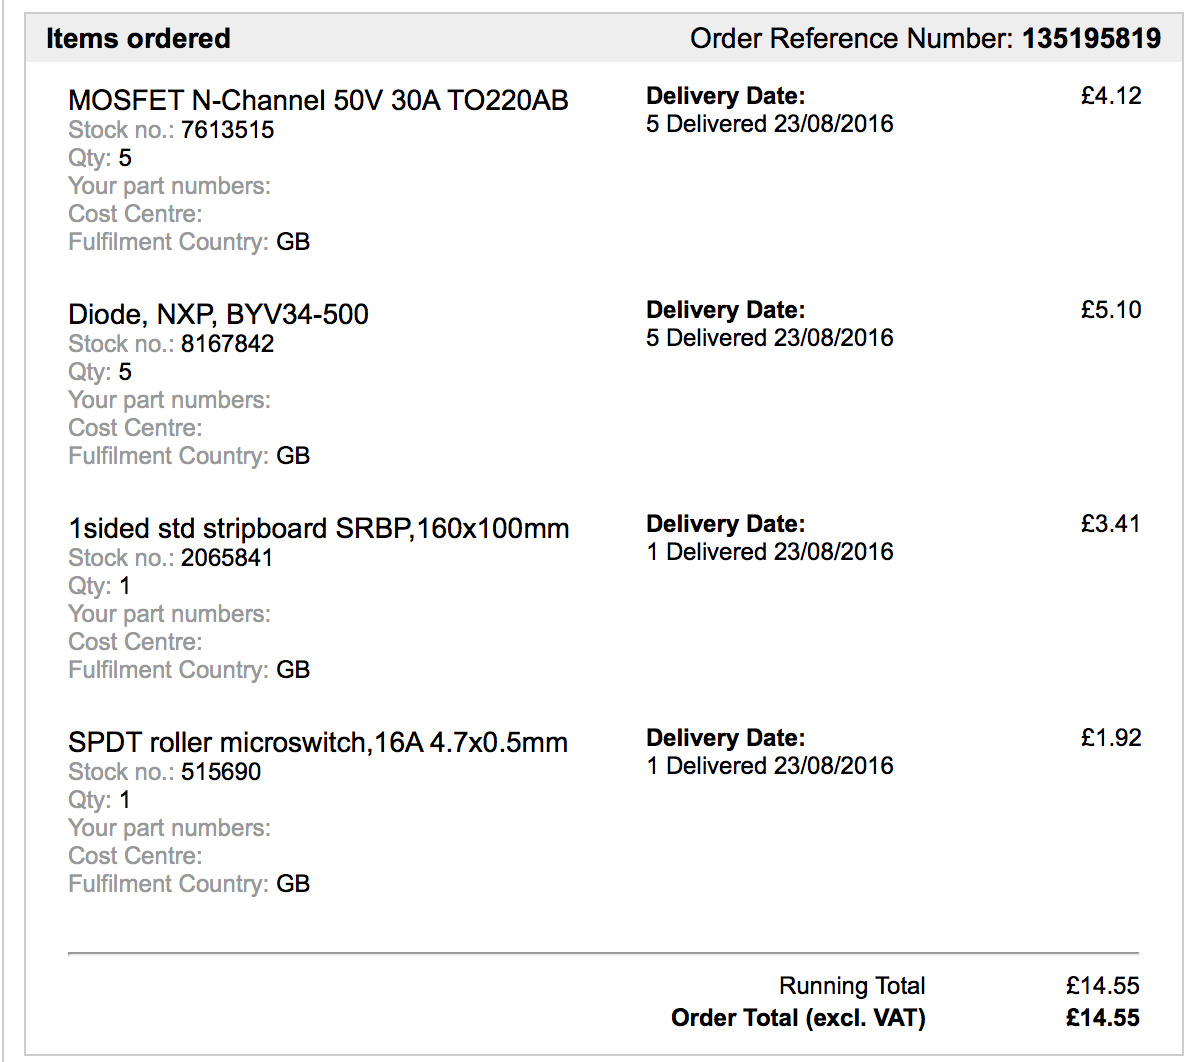 Items ordered
Order Reference Number: 135195819
MOSFET N-Channel 50V 30A TO220AB
Stock no.: 7613515
Qty: 5
Your part numbers:
Cost Centre:
Fulfilment Country: GB
Delivery Date:
5 Delivered 23/08/2016
£4.12
Diode, NXP, BYV34-500
Stock no.: 8167842
Qty: 5
Your part numbers:
Cost Centre:
Fulfilment Country: GB
Delivery Date:
5 Delivered 23/08/2016
£5.10
1sided std stripboard SRBP,160x100mm
Stock no.: 2065841
Qty: 1
Your part numbers:
Cost Centre:
Fulfilment Country: GB
Delivery Date:
1 Delivered 23/08/2016
£3.41
SPDT roller microswitch,16A 4.7x0.5mm
Stock no.: 515690
Qty: 1
Your part numbers:
Cost Centre:
Fulfilment Country: GB
Delivery Date:
1 Delivered 23/08/2016
£1.92
Running Total £14.55
Order Total (excl. VAT) £14.55